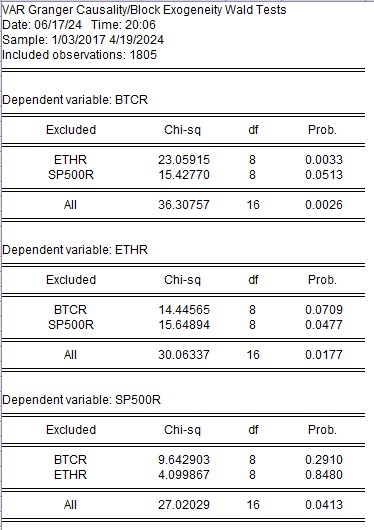 VAR Granger Causality/Block Exogeneity Wald Tests
Date: 06/17/24 Time: 20:06
Sample: 1/03/2017 4/19/2024
Included observations: 1805
Dependent variable: BTCR
Excluded Chi-sq df Prob.
ETHR 23.05915 8 0.0033
SP500R 15.42770 8 0.0513
All 36.30757 16 0.0026
Dependent variable: ETHR
Excluded Chi-sq df Prob.
BTCR 14.44565 8 0.0709
SP500R 15.64894 8 0.0477
All 30.06337 16 0.0177
Dependent variable: SP500R
Excluded Chi-sq df Prob.
BTCR 9.642903 8 0.2910
ETHR 4.099867 8 0.8480
All 27.02029 16 0.0413